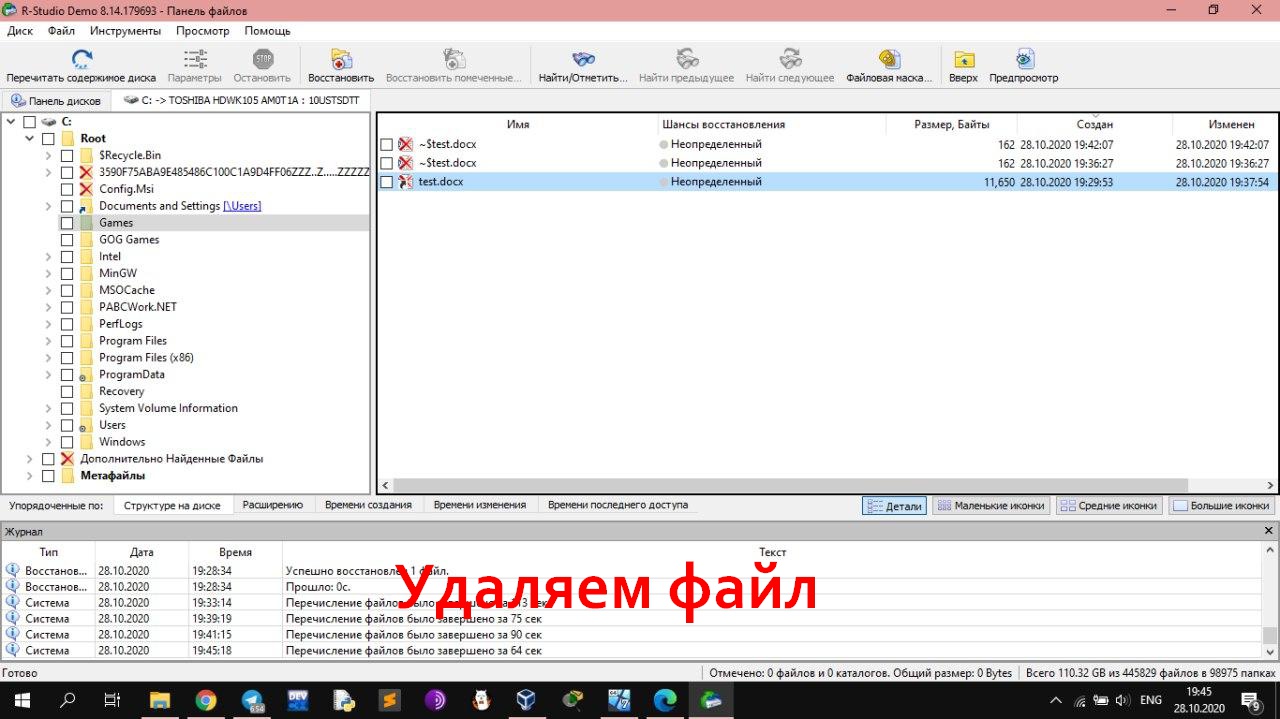 R-Studio Demo 8.14.179693 - Панель файлов
Диск Файл Инструменты Просмотр Помощь
Перечитать содержимое диска Параметры Остановить Восстановить Восстановить помеченные... Найти/Отметить... Найти предыдущее Найти следующее Файловая маска... Вверх Предпросмотр
Панель дисков C: -> TOSHIBA HDWK105 AM0T1A : 10USTSDTT
C:
Root
$Recycle.Bin
3590F75ABA9E485486C100C1A9D4FF06ZZZ..Z.....ZZZZZ
Config.Msi
Documents and Settings [\Users]
Games
GOG Games
Intel
MinGW
MSOCache
PABCWork.NET
PerfLogs
Program Files
Program Files (x86)
ProgramData
Recovery
System Volume Information
Users
Windows
Дополнительно Найденные Файлы
Метафайлы
Имя Шансы восстановления Размер, Байты Создан Изменен
~$test.docx Неопределенный 162 28.10.2020 19:42:07 28.10.2020 19:42:07
~$test.docx Неопределенный 162 28.10.2020 19:36:27 28.10.2020 19:36:27
test.docx Неопределенный 11,650 28.10.2020 19:29:53 28.10.2020 19:37:54
Упорядоченные по: Структуре на диске Расширению Времени создания Времени изменения Времени последнего доступа Детали Маленькие иконки Средние иконки Большие иконки
Журнал
Тип Дата Время Текст
Восстанов... 28.10.2020 19:28:34 Успешно восстановлен 1 файл.
Восстанов... 28.10.2020 19:28:34 Прошло: 0с.
Система 28.10.2020 19:33:14 Перечисление файлов было сек
Система 28.10.2020 19:39:19 Перечисление файлов было завершено за 75 сек
Система 28.10.2020 19:41:15 Перечисление файлов было завершено за 90 сек
Система 28.10.2020 19:45:18 Перечисление файлов было завершено за 64 сек
Удаляем файл
Готово Отмечено: 0 файлов и 0 каталогов. Общий размер: 0 Bytes Всего 110.32 GB из 445829 файлов в 98975 папках
654 DEV ENG 19:45
28.10.2020 9